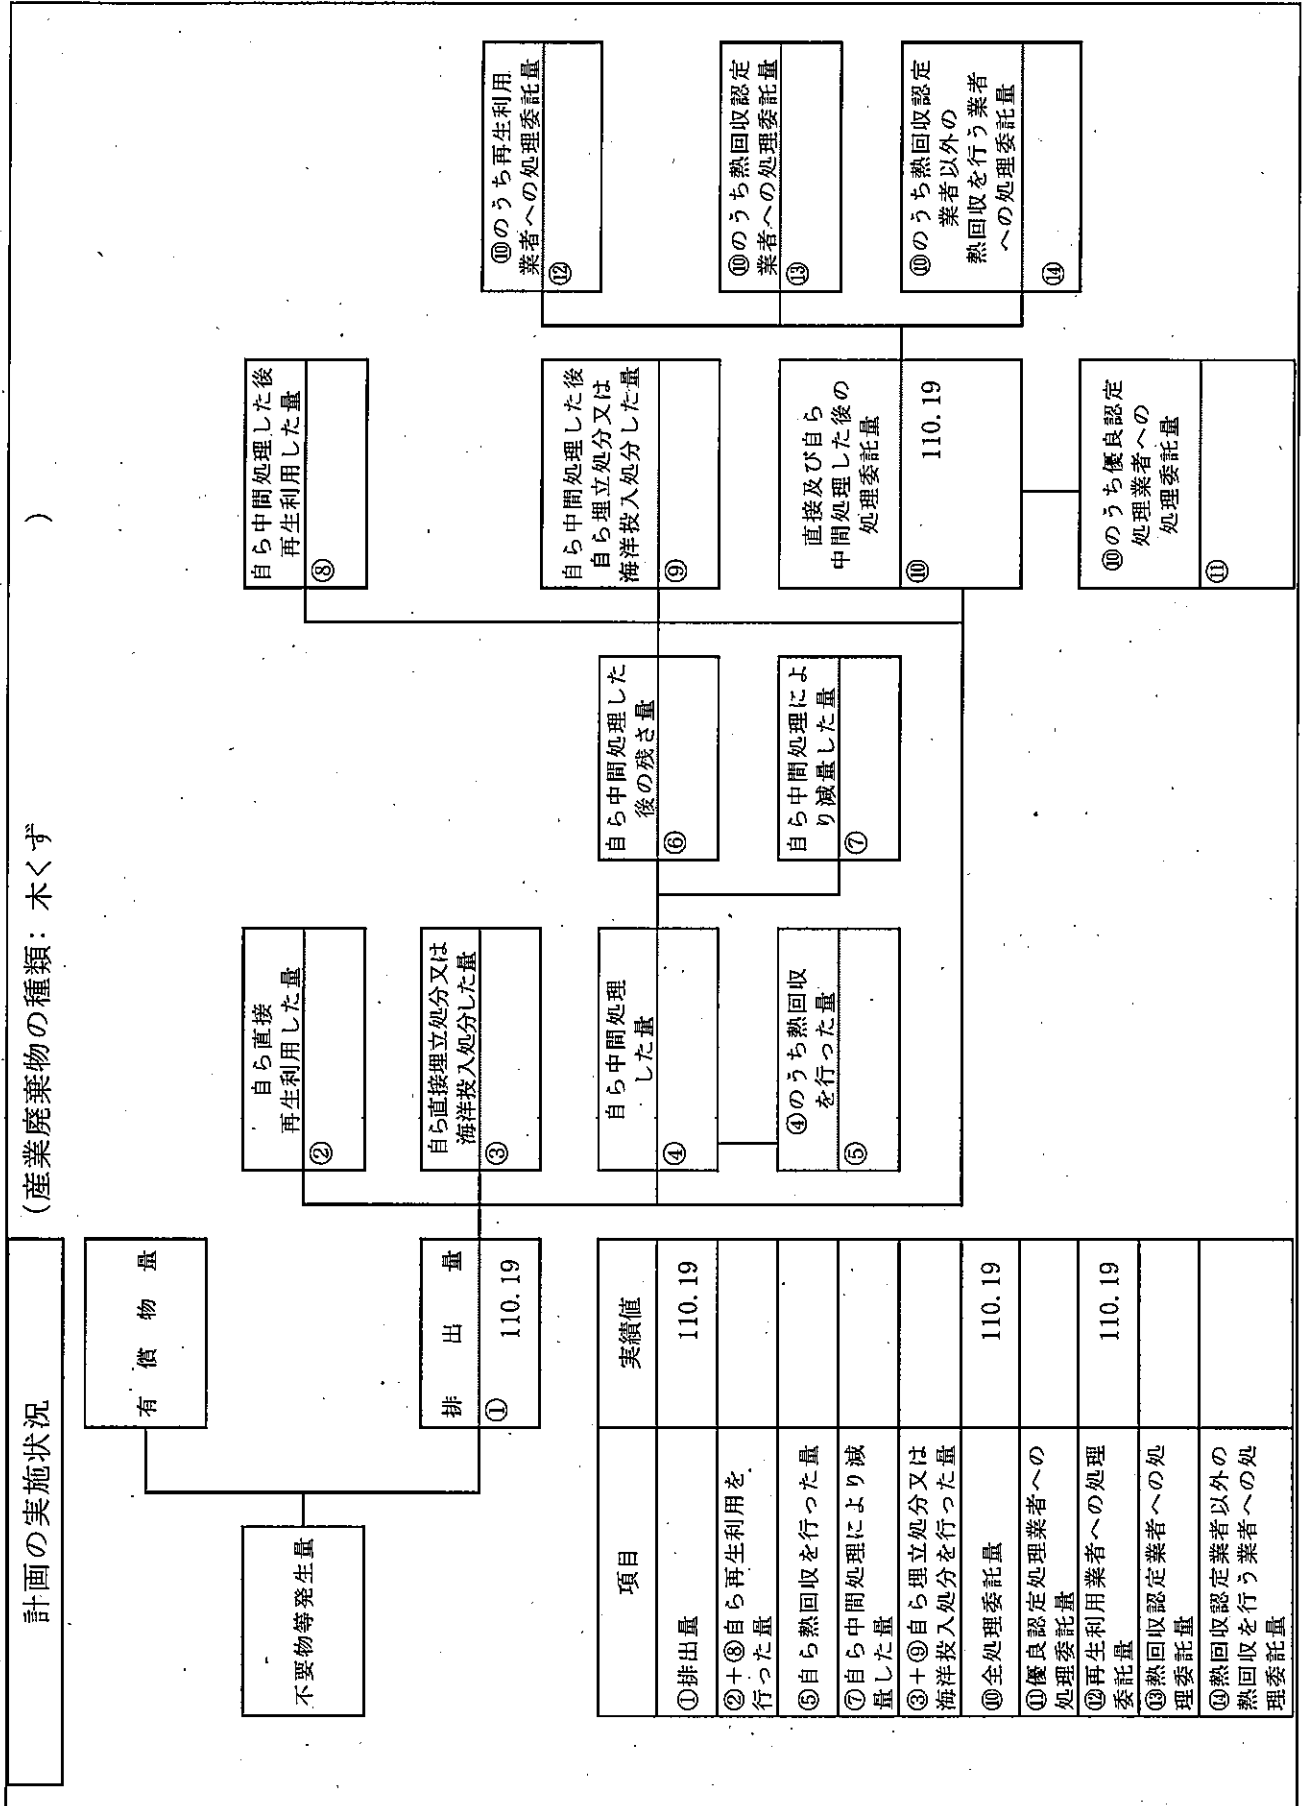 計画の実施状況
(産業廃棄物の種類: 木くず )
不要物等発生量
有償物量
排出量
① 110.19
自ら直接
再生利用した量
②
自ら直接埋立処分又は
海洋投入処分した量
③
自ら中間処理
した量
④
④のうち熱回収
を行った量
⑤
自ら中間処理した
後の残さ量
⑥
自ら中間処理によ
り減量した量
⑦
自ら中間処理した後
再生利用した量
⑧
自ら中間処理した後
自ら埋立処分又は
海洋投入処分した量
⑨
直接及び自ら
中間処理した後の
処理委託量
⑩ 110.19
⑩のうち優良認定
処理業者への
処理委託量
⑪
⑩のうち再生利用
業者への処理委託量
⑫
⑩のうち熱回収認定
業者への処理委託量
⑬
⑩のうち熱回収認定
業者以外の
熱回収を行う業者
への処理委託量
⑭
項目 実績値
①排出量 110.19
②+⑧自ら再生利用を
行った量
⑤自ら熱回収を行った量
⑦自ら中間処理により減
量した量
③+⑨自ら埋立処分又は
海洋投入処分を行った量
⑩全処理委託量 110.19
⑪優良認定処理業者への
処理委託量
⑫再生利用業者への処理
委託量 110.19
⑬熱回収認定業者への処
理委託量
⑭熱回収認定業者以外の
熱回収を行う業者への処
理委託量